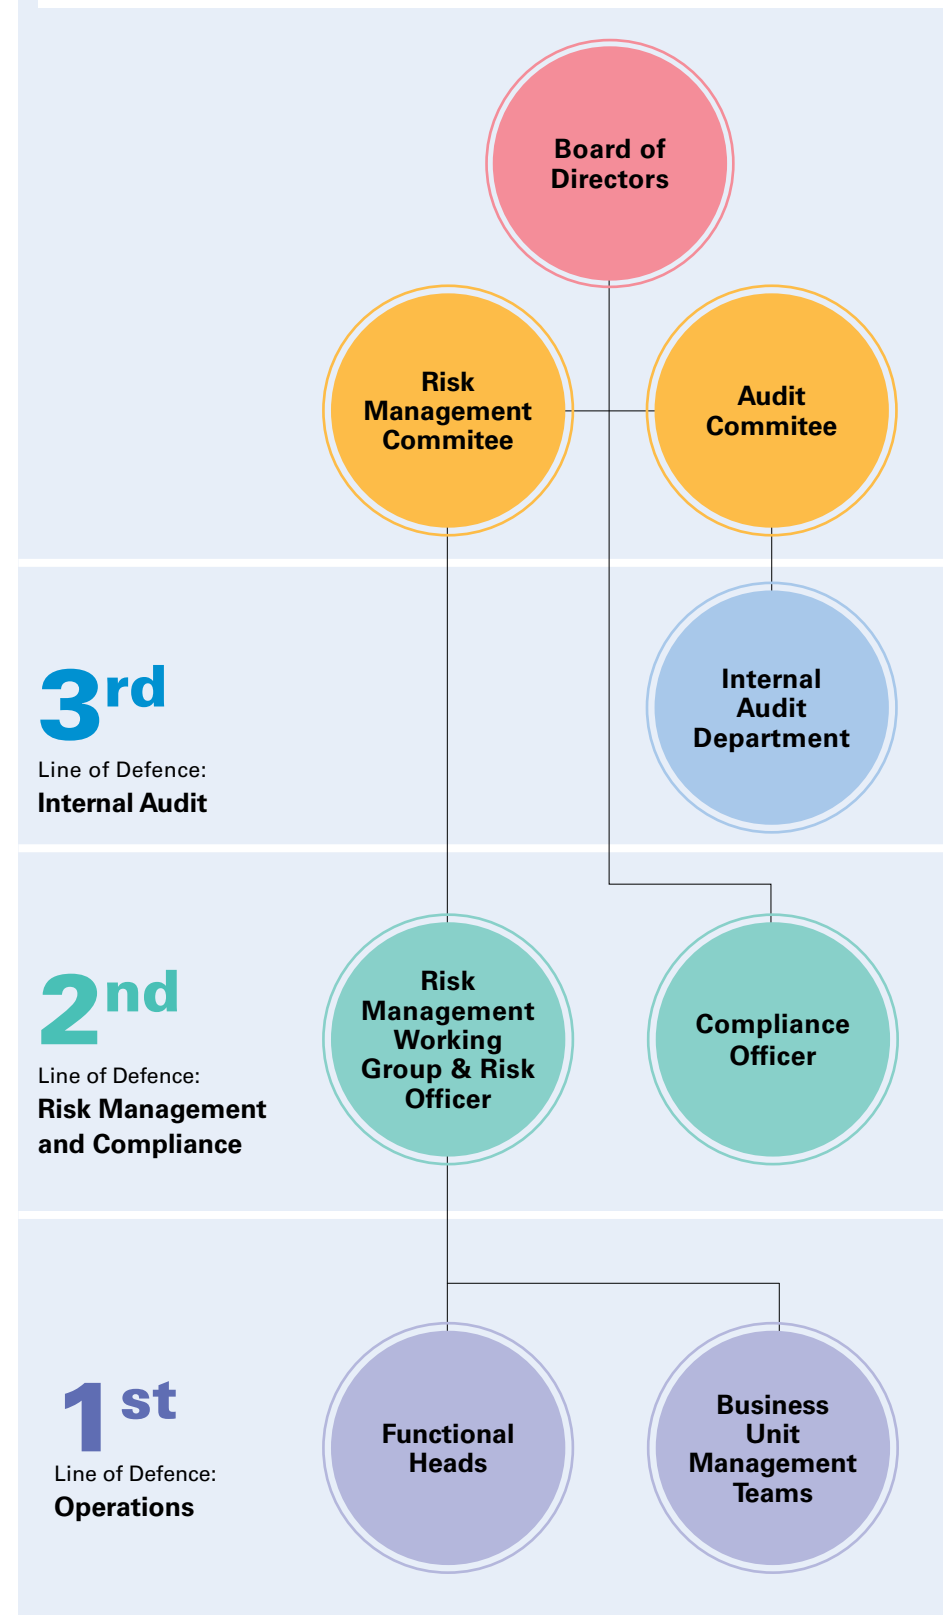 Board of
Directors
Risk
Management
Commitee
Audit
Commitee
3rd
Line of Defence:
Internal Audit
Internal
Audit
Department
2nd
Line of Defence:
Risk Management
and Compliance
Risk
Management
Working
Group & Risk
Officer
Compliance
Officer
1st
Line of Defence:
Operations
Functional
Heads
Business
Unit
Management
Teams